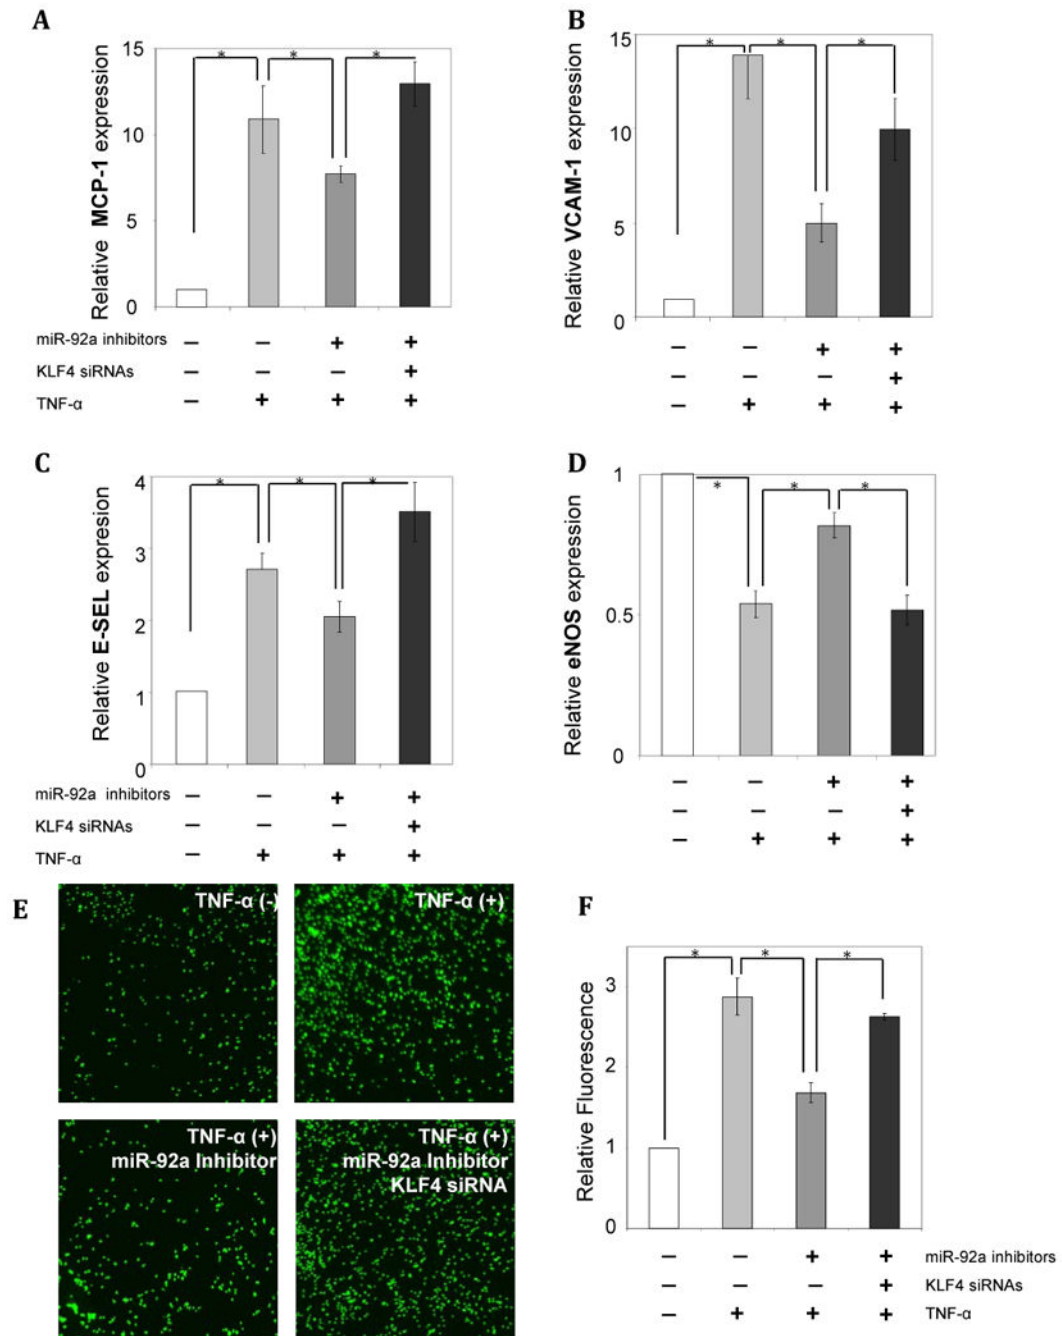 A
Relative MCP-1 expression
15
10
5
0
* * *
miR-92a inhibitors − − + +
KLF4 siRNAs − − − +
TNF-α − + + +
B
Relative VCAM-1 expression
15
10
5
0
* * *
− − + +
− − − +
− + + +
C
Relative E-SEL expression
4
3
2
1
0
* * *
miR-92a inhibitors − − + +
KLF4 siRNAs − − − +
TNF-α − + + +
D
Relative eNOS expression
1
0.5
0
* * *
− − + +
− − − +
− + + +
E
TNF-α (-)
TNF-α (+)
TNF-α (+)
miR-92a Inhibitor
TNF-α (+)
miR-92a Inhibitor
KLF4 siRNA
F
Relative Fluorescence
3
2
1
0
* * *
− − + + miR-92a inhibitors
− − − + KLF4 siRNAs
− + + + TNF-α